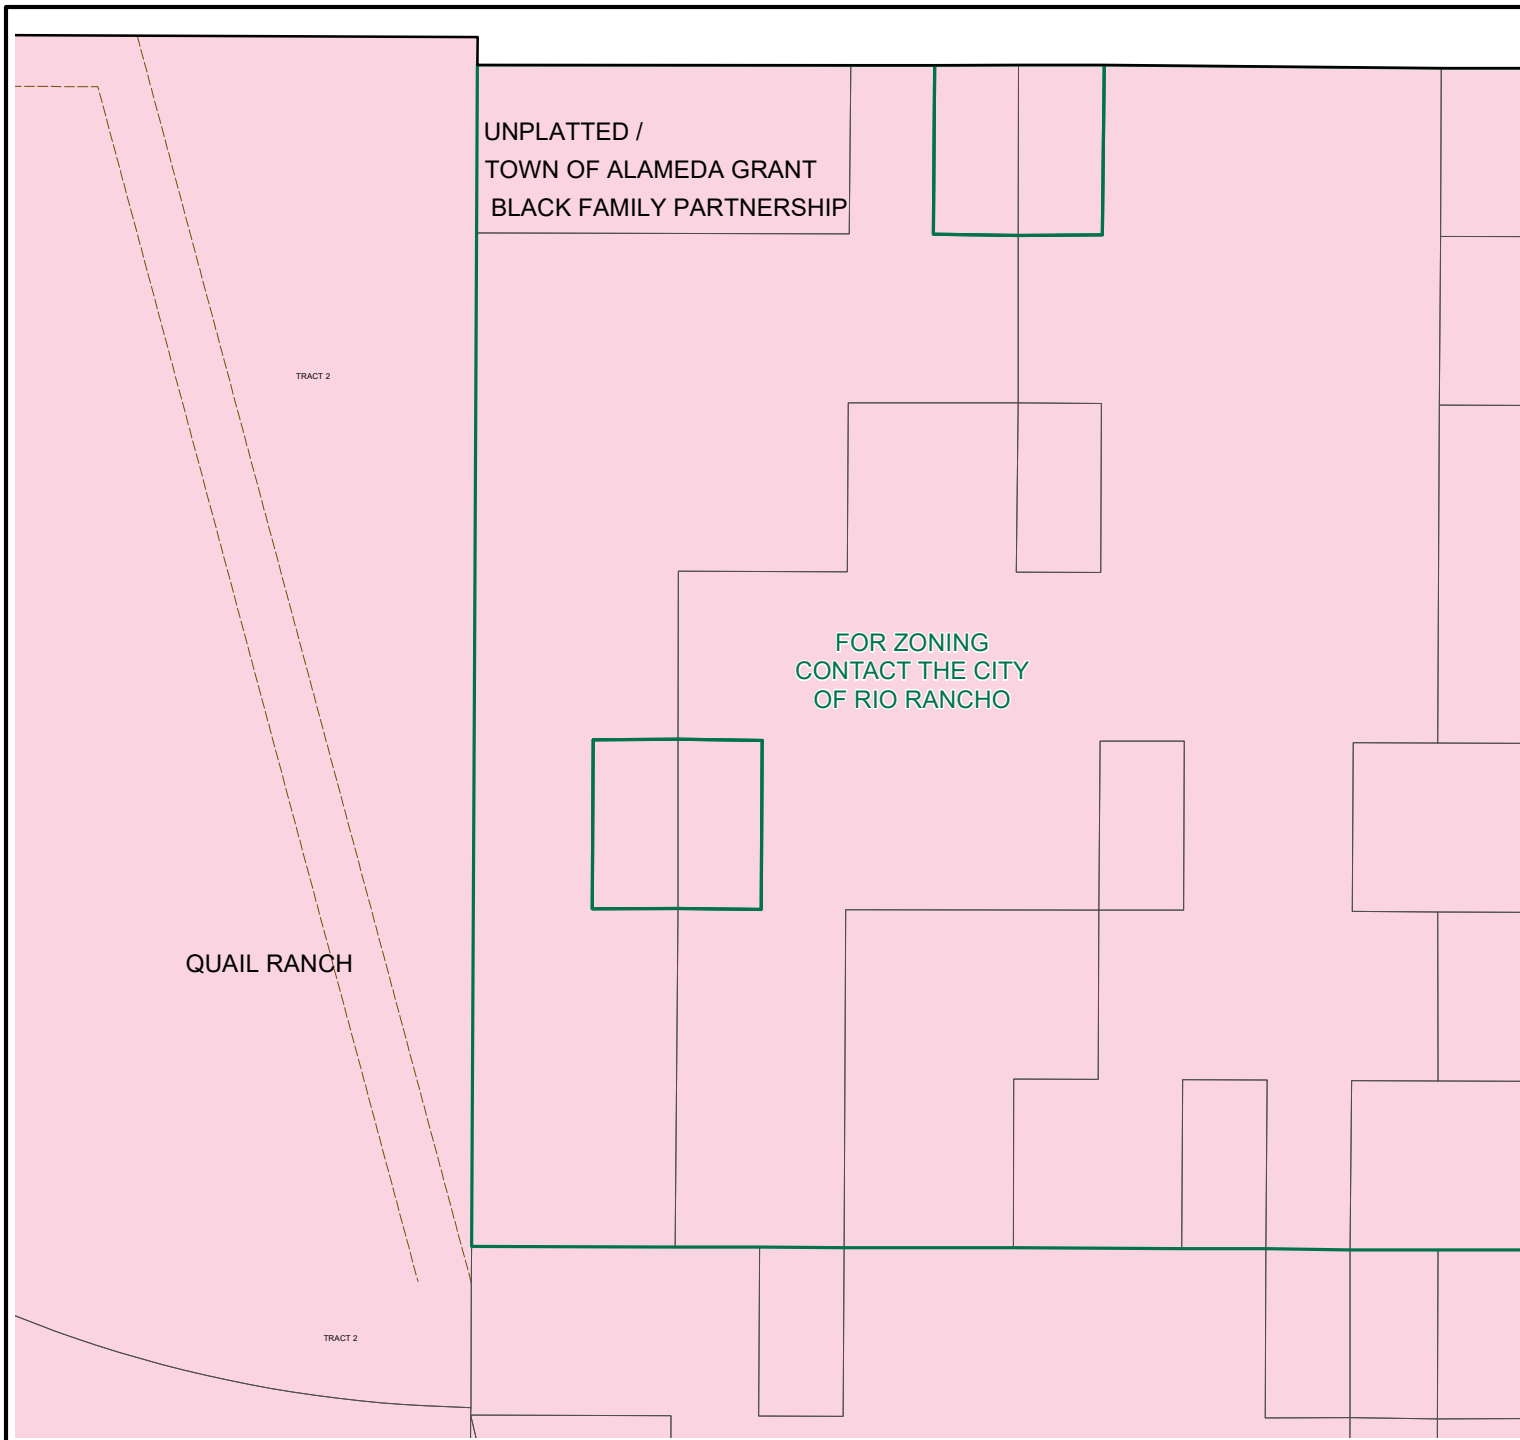 UNPLATTED /
TOWN OF ALAMEDA GRANT
BLACK FAMILY PARTNERSHIP
TRACT 2
FOR ZONING
CONTACT THE CITY
OF RIO RANCHO
QUAIL RANCH
TRACT 2